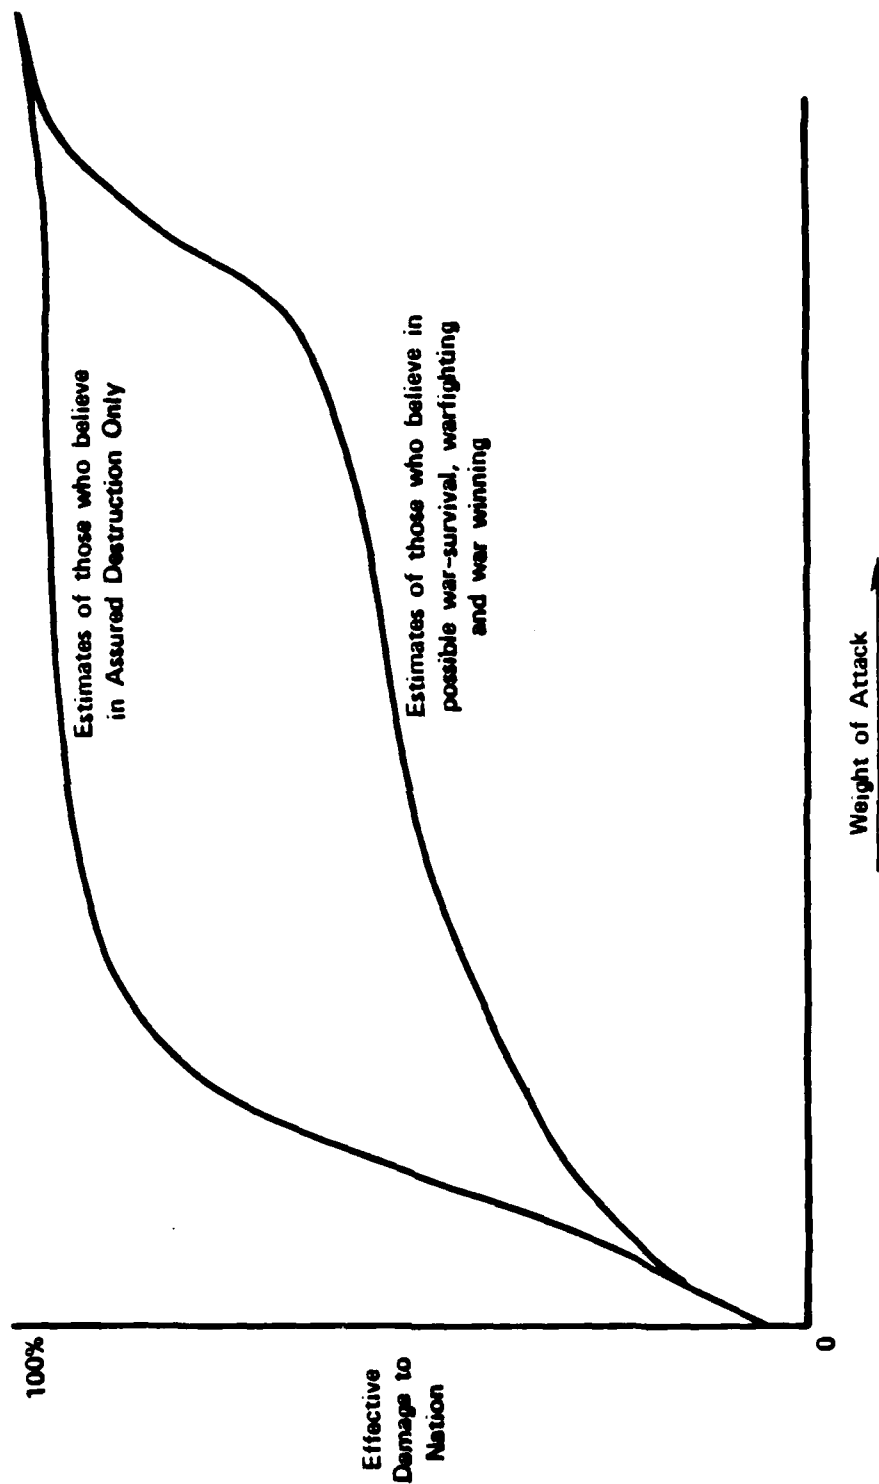 100%
Effective
Damage to
Nation
Estimates of those who believe
in Assured Destruction Only
Estimates of those who believe in
possible war-survival, warfighting
and war winning
0
Weight of Attack